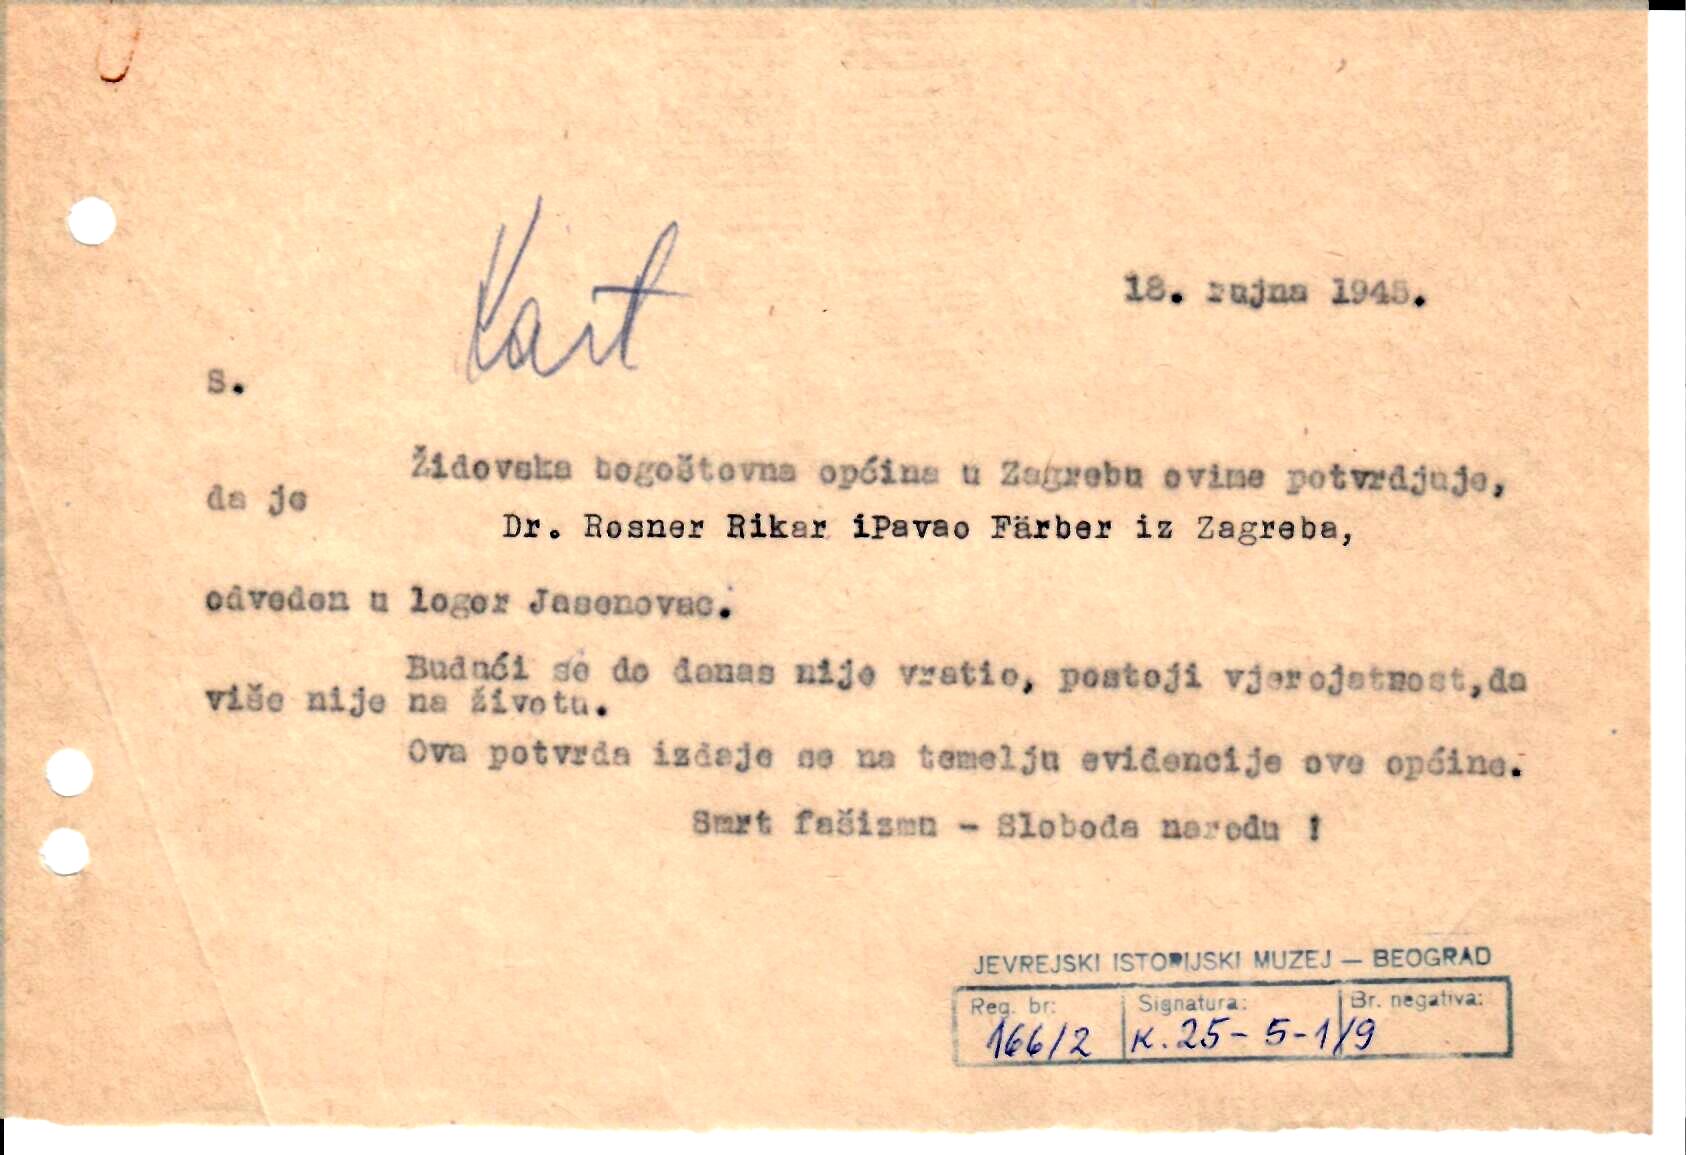 Kart
18. rujna 1945.
S.
Židovska bogoštovna općina u Zagrebu ovime potvrdjuje,
da je
Dr. Rosner Rikar iPavao Färber iz Zagreba,
odveden u logor Jasenovac.
Budući se do danas nije vratio, postoji vjerojatnost,da
više nije na životu.
Ova potvrda izdaje se na temelju evidencije ove općine.
Smrt fašizmu - Sloboda narodu !
JEVREJSKI ISTORIJSKI MUZEJ — BEOGRAD
Reg. br: Signatura: Br. negativa:
166/2 K. 25-5-1/9